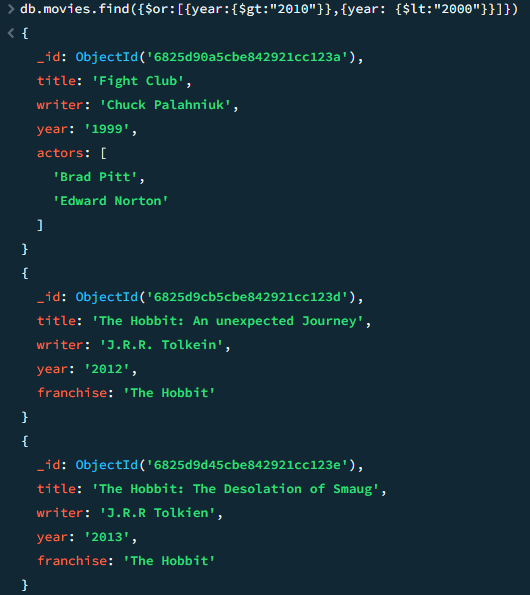 > db.movies.find({$or:[{year:{$gt:"2010"}},{year: {$lt:"2000"}}]})
< {
_id: ObjectId('6825d90a5cbe842921cc123a'),
title: 'Fight Club',
writer: 'Chuck Palahniuk',
year: '1999',
actors: [
'Brad Pitt',
'Edward Norton'
]
}
{
_id: ObjectId('6825d9cb5cbe842921cc123d'),
title: 'The Hobbit: An unexpected Journey',
writer: 'J.R.R. Tolkein',
year: '2012',
franchise: 'The Hobbit'
}
{
_id: ObjectId('6825d9d45cbe842921cc123e'),
title: 'The Hobbit: The Desolation of Smaug',
writer: 'J.R.R Tolkien',
year: '2013',
franchise: 'The Hobbit'
}